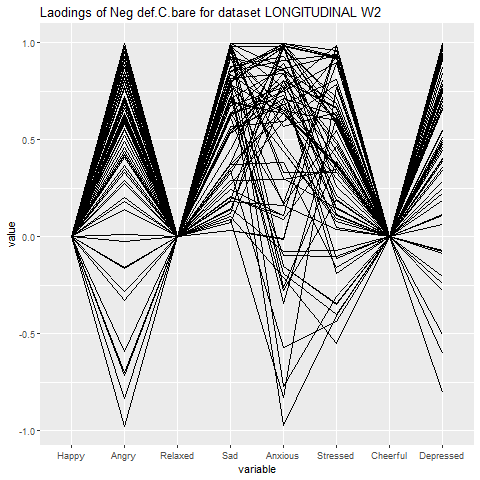 Laodings of Neg def.C.bare for dataset LONGITUDINAL W2
1.0
0.5
0.0
-0.5
-1.0
value
Happy Angry Relaxed Sad Anxious Stressed Cheerful Depressed
variable